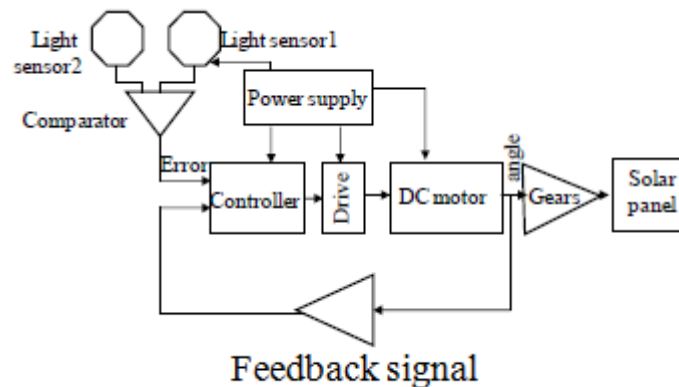 Light
sensor2
Light sensor1
Power supply
Comparator
Error
Controller
Drive
DC motor
angle
Gears
Solar
panel
Feedback signal